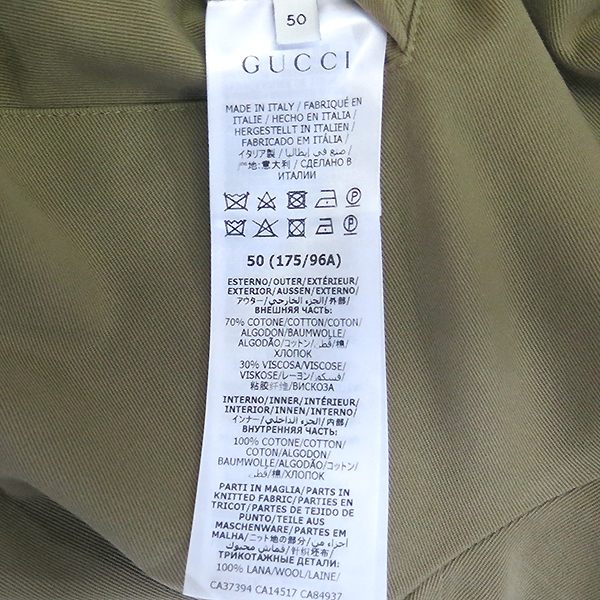 50
GUCCI
MADE IN ITALY / FABRIQUÉ EN
ITALIE / HECHO EN ITALIA /
HERGESTELLT IN ITALIEN /
FABRICADO EM ITÁLIA /
イタリア製 / صنع في إيطاليا /
产地:意大利 / СДЕЛАНО В
ИТАЛИИ
P
P
50 (175/96A)
ESTERNO/OUTER/EXTÉRIEUR/
EXTERIOR/AUSSEN/EXTERNO/
アウター/الجزء الخارجي/外部/
ВНЕШНЯЯ ЧАСТЬ:
70% COTONE/COTTON/COTON/
ALGODON/BAUMWOLLE/
ALGODÃO/コットン/قطن/棉/
ХЛОПОК
30% VISCOSA/VISCOSE/
VISKOSE/レーヨン/فسكوز/
粘胶纤维/ВИСКОЗА
INTERNO/INNER/INTÉRIEUR/
INTERIOR/INNEN/INTERNO/
インナー/الجزء الداخلي/内部/
ВНУТРЕННЯЯ ЧАСТЬ:
100% COTONE/COTTON/
COTON/ALGODON/
BAUMWOLLE/ALGODÃO/コットン/
قطن/棉/ХЛОПОК
PARTI IN MAGLIA/PARTS IN
KNITTED FABRIC/PARTIES EN
TRICOT/PARTES DE TEJIDO DE
PUNTO/TEILE AUS
MASCHENWARE/PARTES EM
MALHA/ニット地の部分/أجزاء من
قماش محبوك/针织坯布/
ТРИКОТАЖНЫЕ ДЕТАЛИ:
100% LANA/WOOL/LAINE/
CA37394 CA14517 CA84937